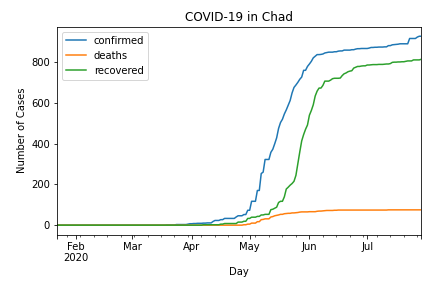 COVID-19 in Chad
confirmed
deaths
recovered
Number of Cases
800
600
400
200
0
Feb
2020
Mar
Apr
May
Jun
Jul
Day